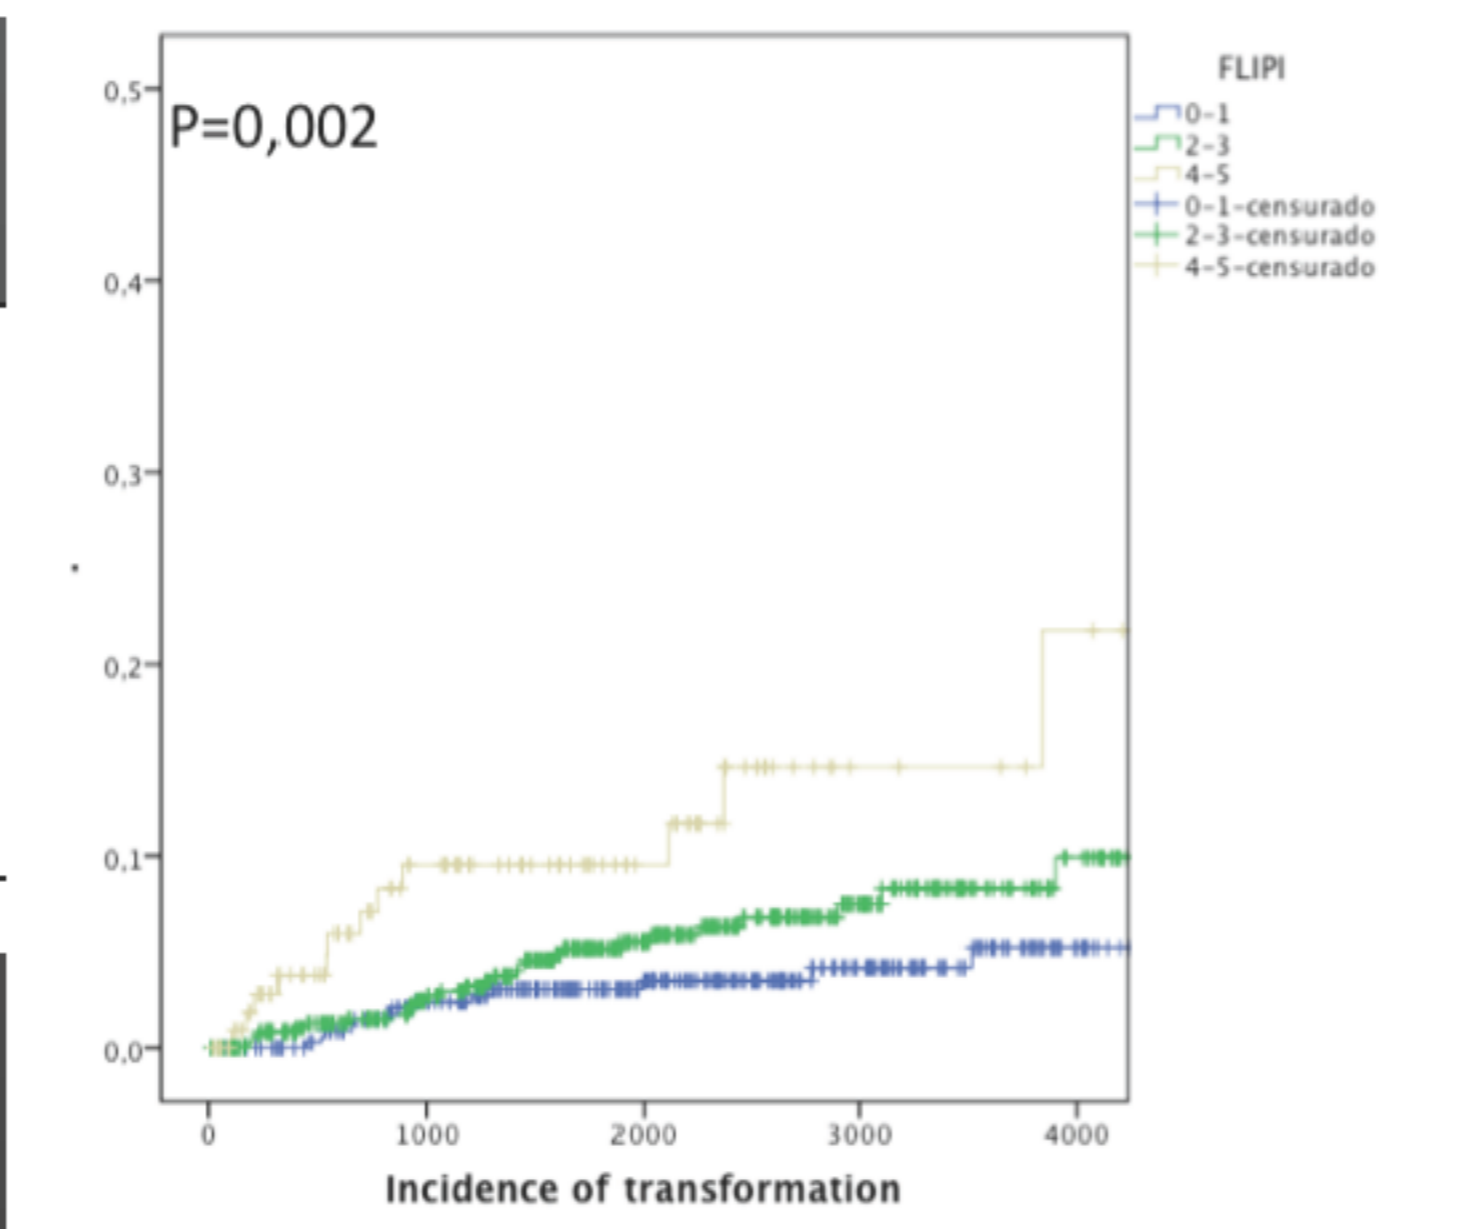 FLIPI
0-1
2-3
4-5
0-1-censurado
2-3-censurado
4-5-censurado
P=0,002
0,5
0,4
0,3
0,2
0,1
0,0
0 1000 2000 3000 4000
Incidence of transformation